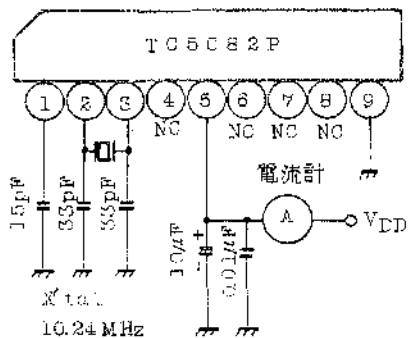 TC5082P
1 2 3 4 5 6 7 8 9
NC NC NC NC
電流計
A
VDD
15pF
33pF
33pF
10μF
+
0.01μF
X'tal
10.24MHz